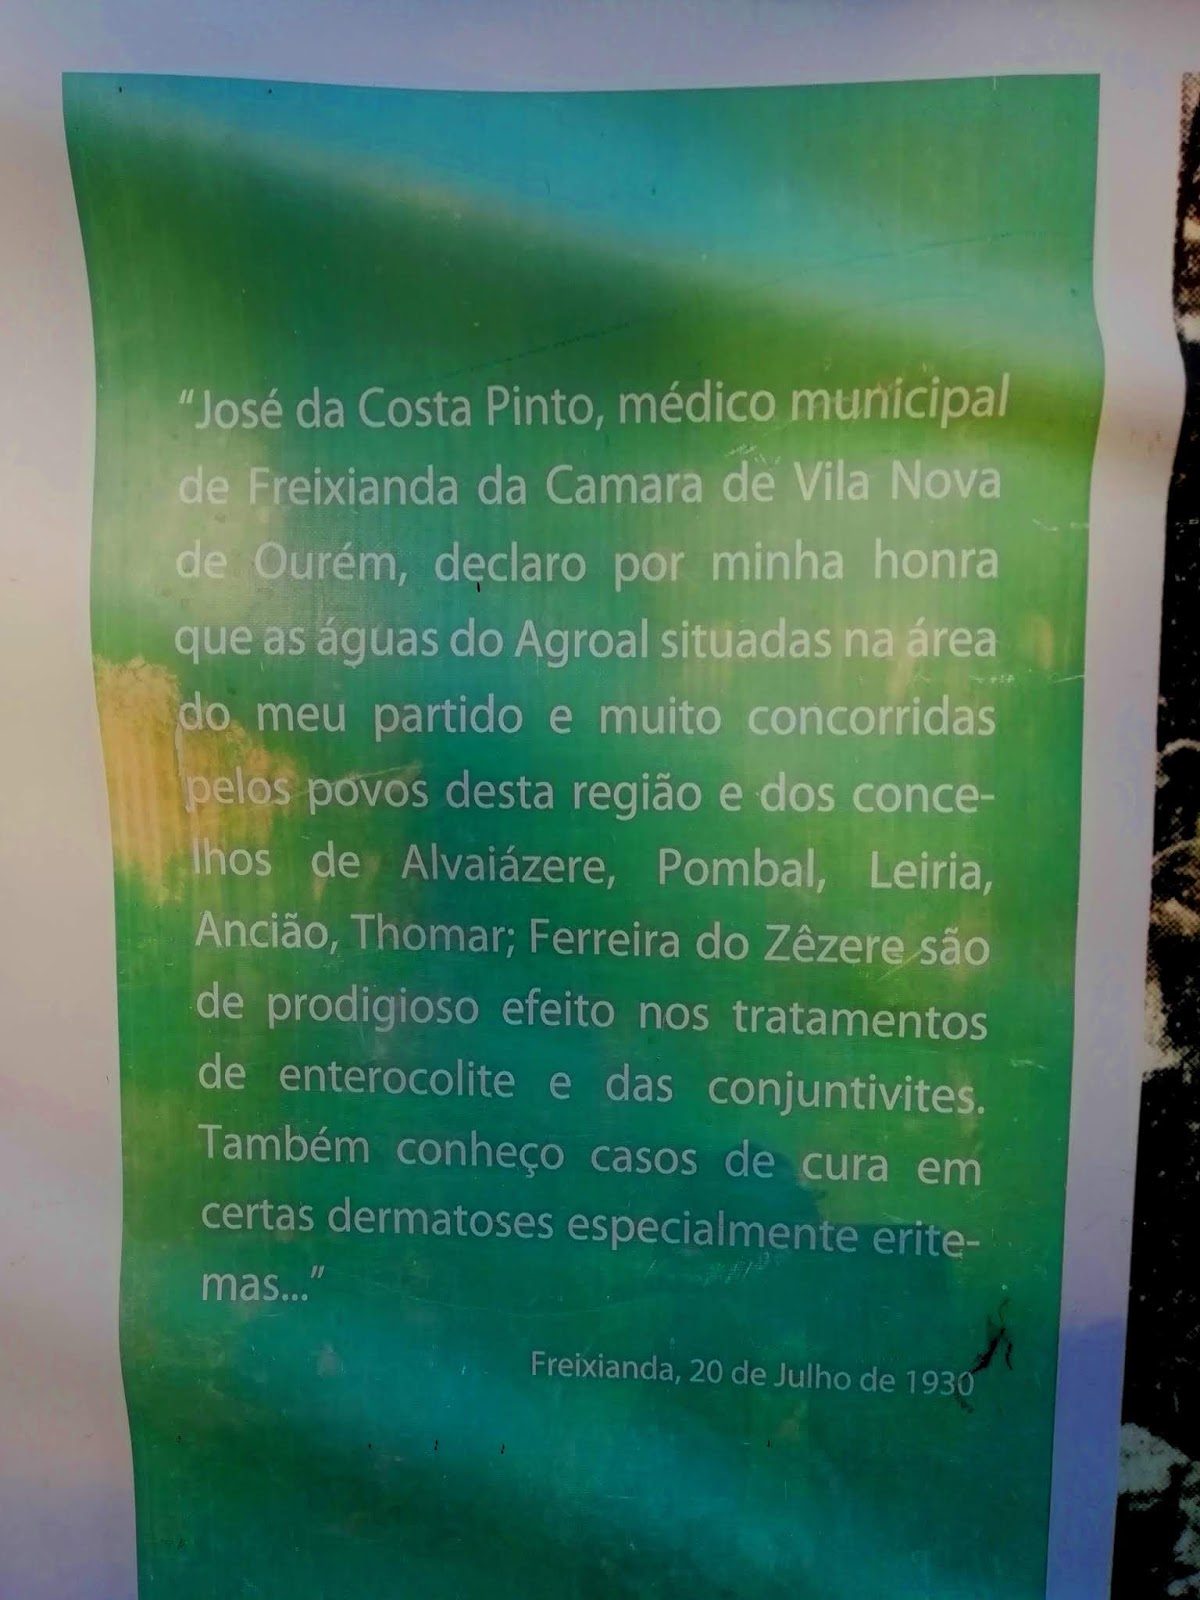 “José da Costa Pinto, médico municipal
de Freixianda da Camara de Vila Nova
de Ourém, declaro por minha honra
que as águas do Agroal situadas na área
do meu partido e muito concorridas
pelos povos desta região e dos conce-
lhos de Alvaiázere, Pombal, Leiria,
Ancião, Thomar; Ferreira do Zêzere são
de prodigioso efeito nos tratamentos
de enterocolite e das conjuntivites.
Também conheço casos de cura em
certas dermatoses especialmente erite-
mas...”
Freixianda, 20 de Julho de 1930